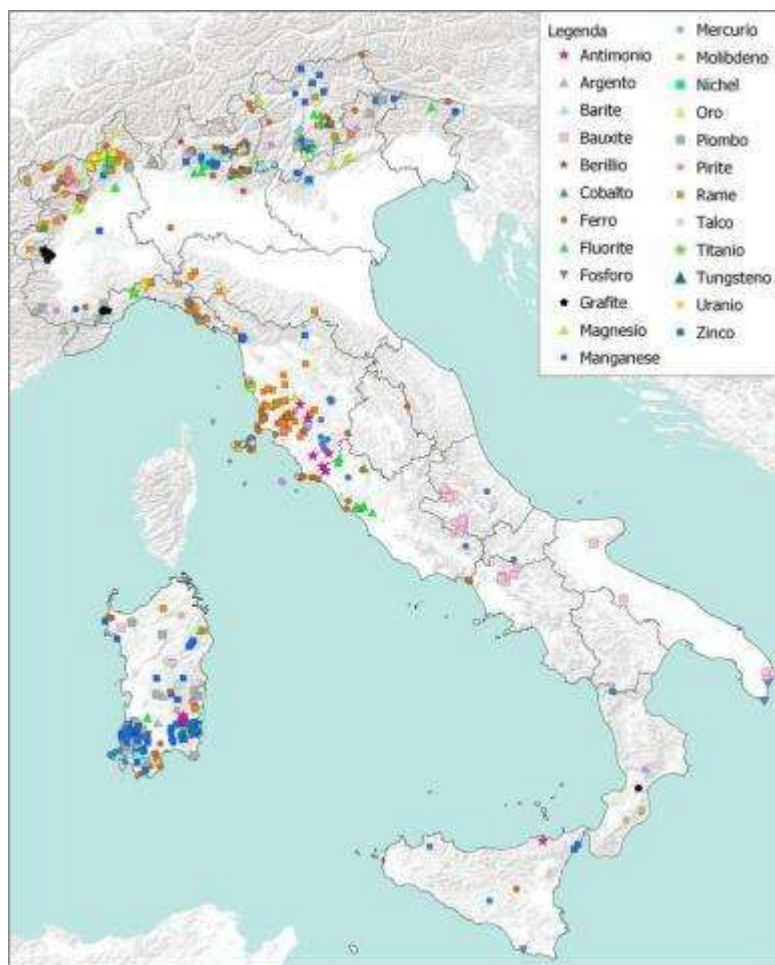 Legenda
Antimonio
Argento
Barite
Bauxite
Berillio
Cobalto
Ferro
Fluorite
Fosforo
Grafite
Magnesio
Manganese
Mercurio
Molibdeno
Nichel
Oro
Piombo
Pirite
Rame
Talco
Titanio
Tungsteno
Uranio
Zinco